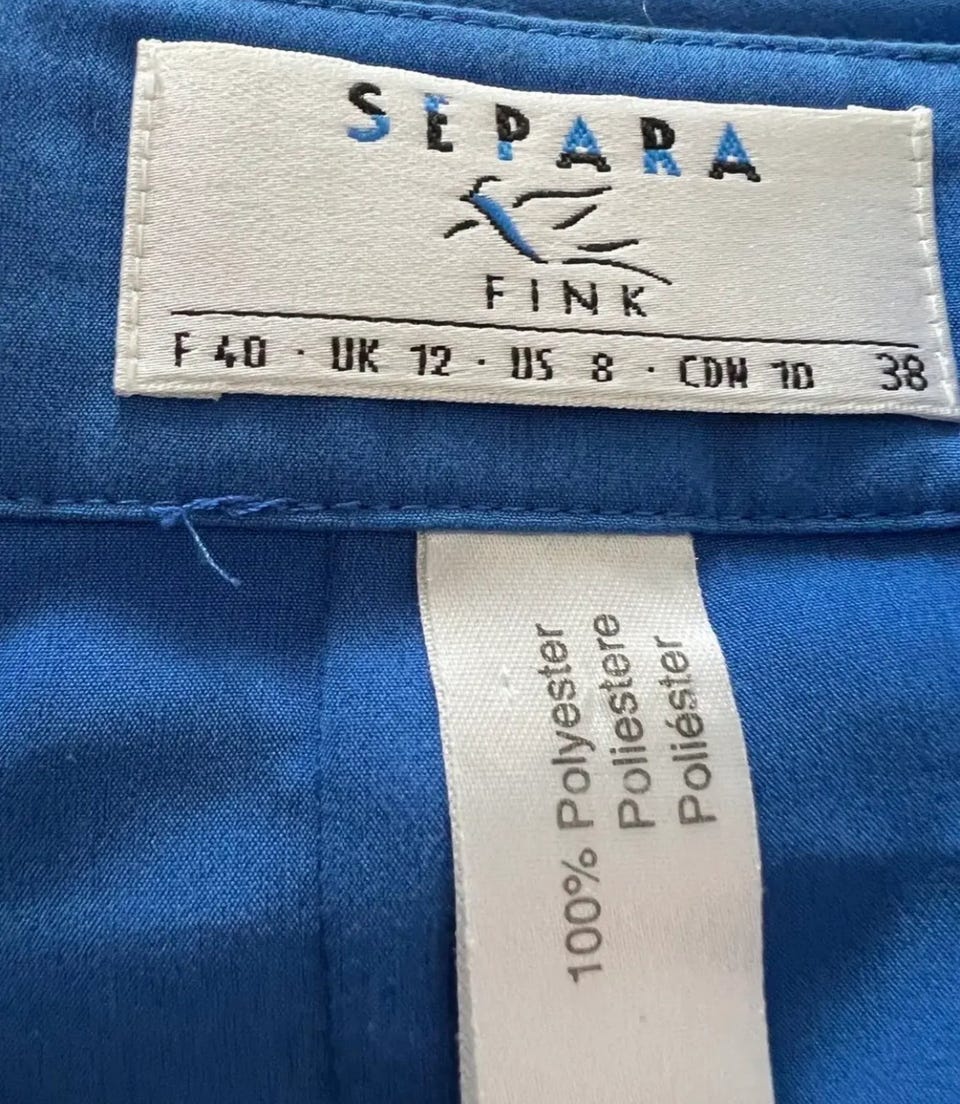 SEPARA
FINK
F 40 · UK 12 · US 8 · CDN 10 38
100% Polyester
Poliestere
Poliéster